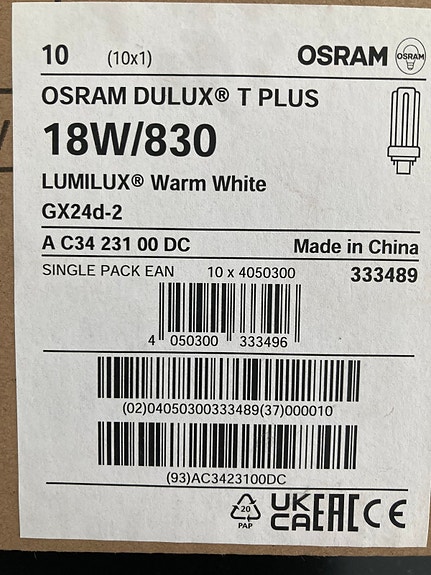 10 (10x1) OSRAM OSRAM
OSRAM DULUX® T PLUS
18W/830
LUMILUX® Warm White
GX24d-2
A C34 231 00 DC Made in China
SINGLE PACK EAN 10 x 4050300 333489
4 050300 333496
(02)04050300333489(37)000010
(93)AC3423100DC
20
PAP
UK
CA EAC CE